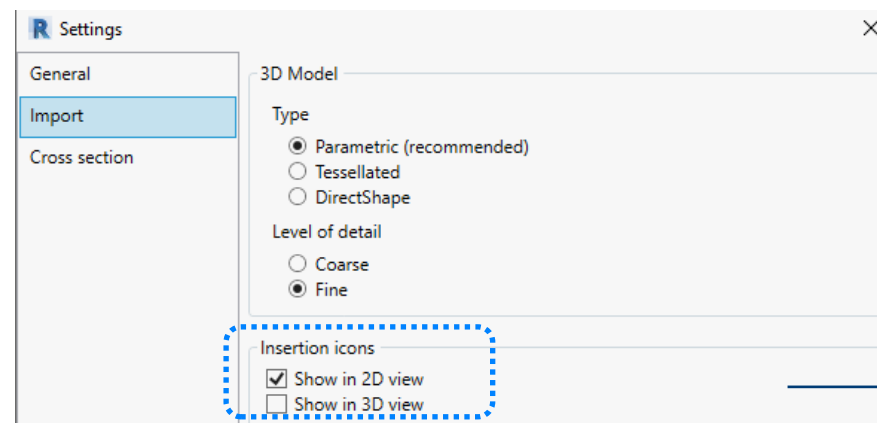 Settings
General
Import
Cross section
3D Model
Type
Parametric (recommended)
Tessellated
DirectShape
Level of detail
Coarse
Fine
Insertion icons
Show in 2D view
Show in 3D view